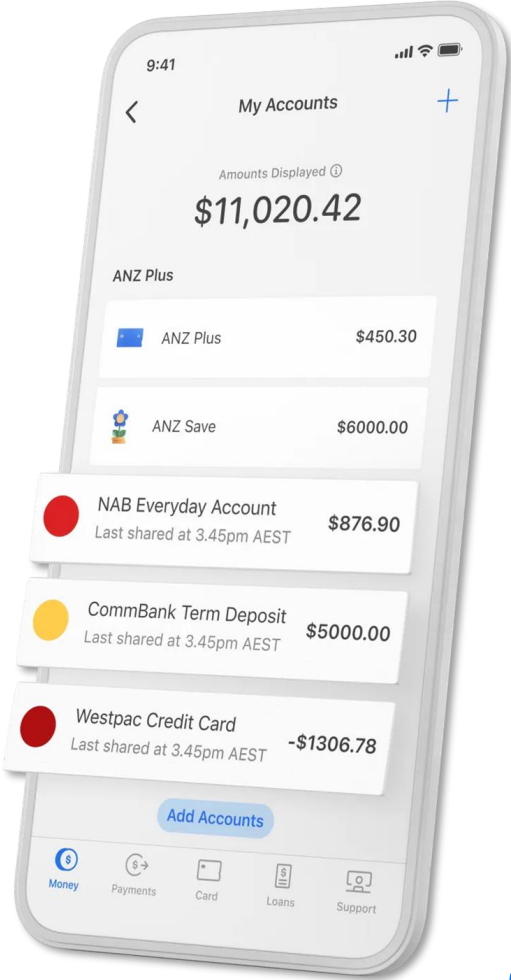 9:41
My Accounts
Amounts Displayed
$11,020.42
ANZ Plus
ANZ Plus $450.30
ANZ Save $6000.00
NAB Everyday Account
Last shared at 3.45pm AEST
$876.90
CommBank Term Deposit
Last shared at 3.45pm AEST
$5000.00
Westpac Credit Card
Last shared at 3.45pm AEST
-$1306.78
Add Accounts
Money Payments Card Loans Support